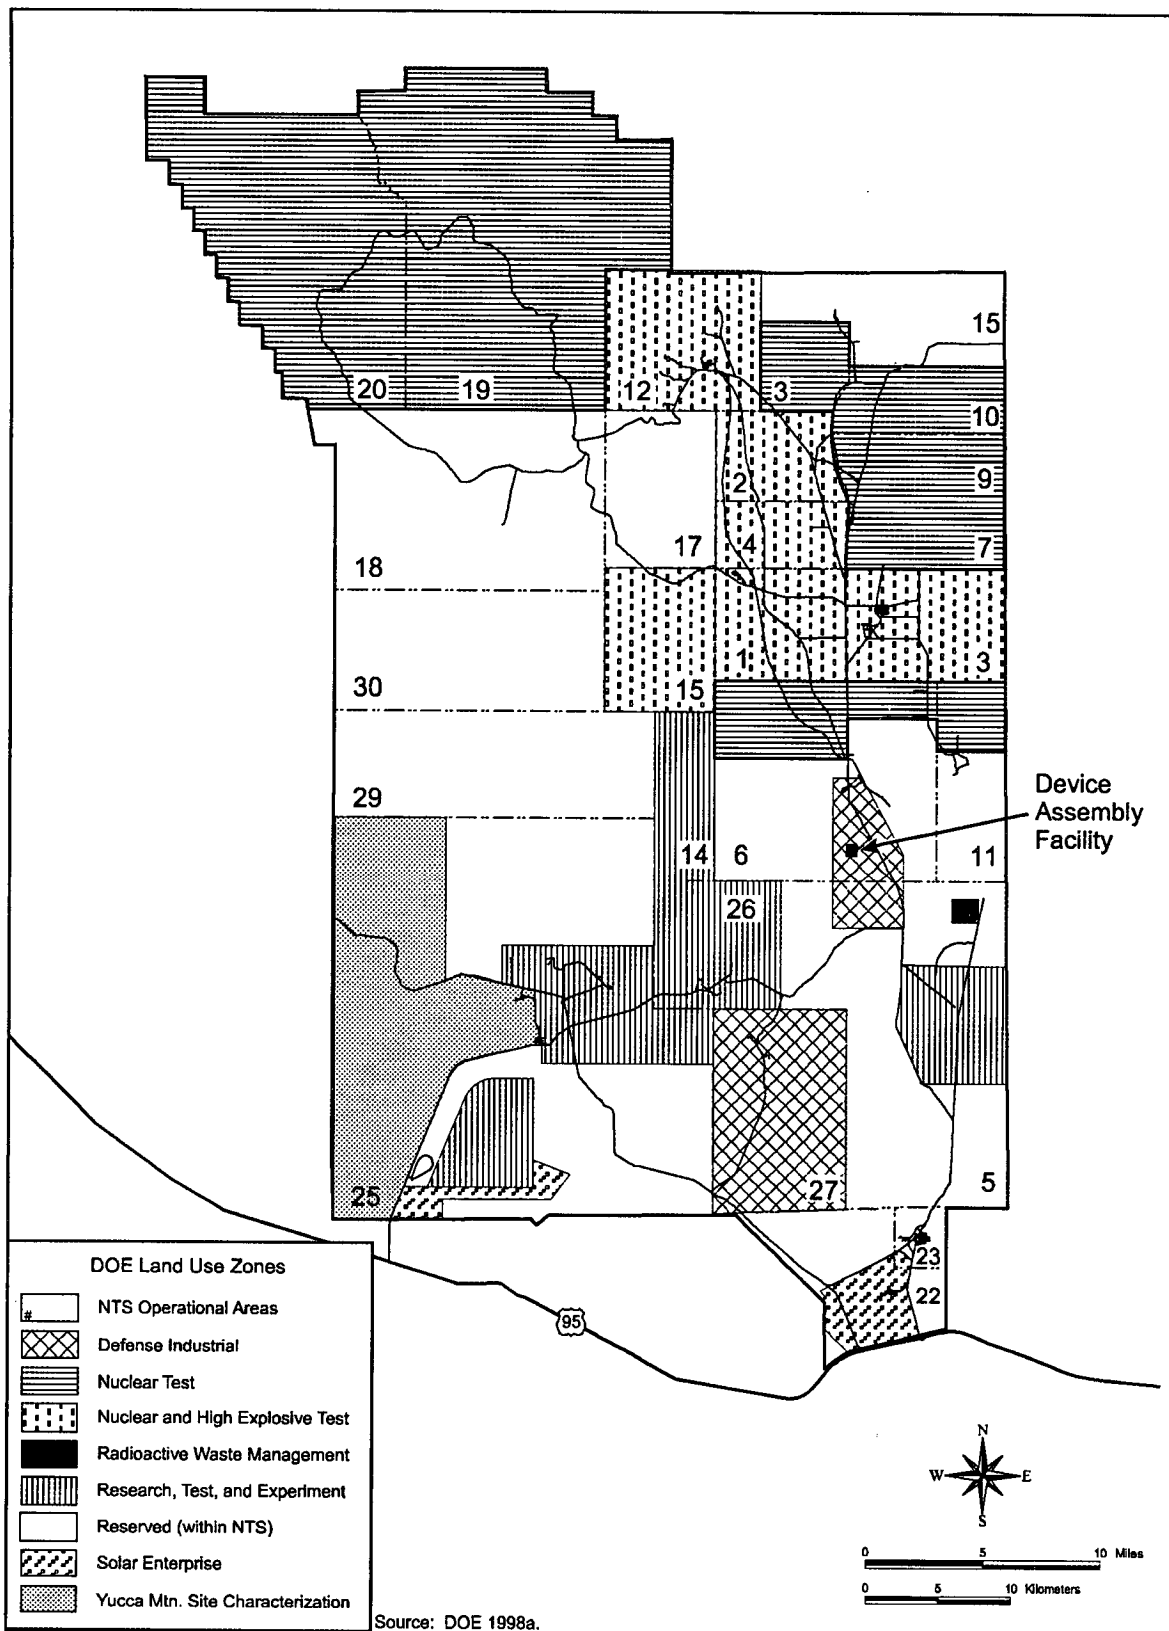 15
20
19
12
3
10
2
9
17
4
7
18
1
3
30
15
29
14
6
11
Device
Assembly
Facility
26
25
27
5
23
22
95
DOE Land Use Zones
# NTS Operational Areas
Defense Industrial
Nuclear Test
Nuclear and High Explosive Test
Radioactive Waste Management
Research, Test, and Experiment
Reserved (within NTS)
Solar Enterprise
Yucca Mtn. Site Characterization
N
W E
S
0 5 10 Miles
0 5 10 Kilometers
Source: DOE 1998a.